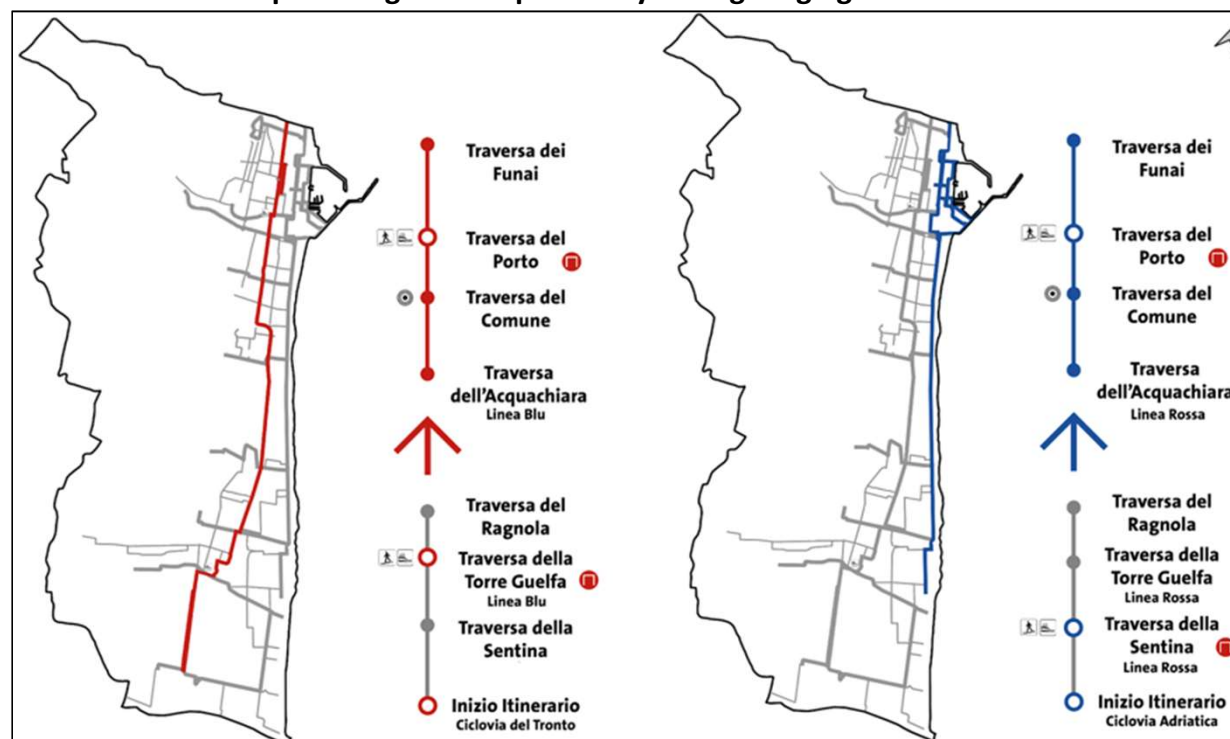 Traversa dei
Funai
Traversa del
Porto
Traversa del
Comune
Traversa
dell'Acquachiara
Linea Blu
Traversa del
Ragnola
Traversa della
Torre Guelfa
Linea Blu
Traversa della
Sentina
Inizio Itinerario
Ciclovia del Tronto
Traversa dei
Funai
Traversa del
Porto
Traversa del
Comune
Traversa
dell'Acquachiara
Linea Rossa
Traversa del
Ragnola
Traversa della
Torre Guelfa
Linea Rossa
Traversa della
Sentina
Linea Rossa
Inizio Itinerario
Ciclovia Adriatica